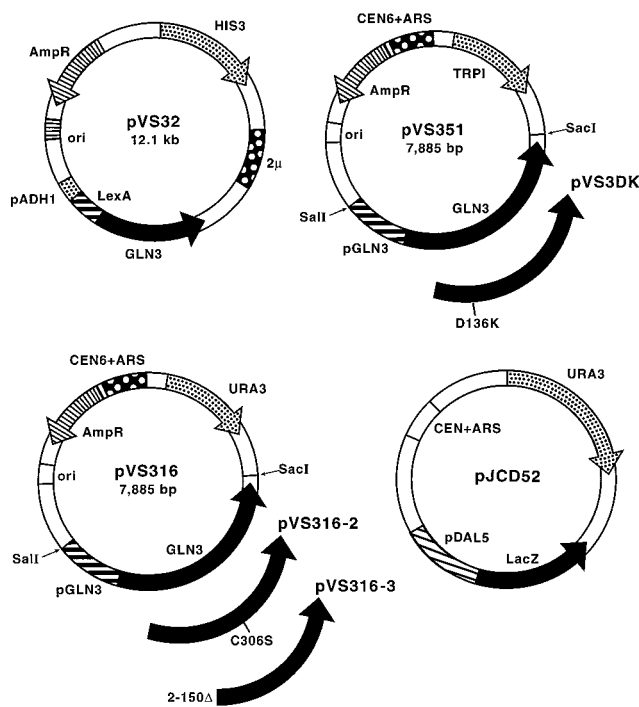 HIS3
AmpR
pVS32
12.1 kb
ori
2μ
pADH1
LexA
GLN3
CEN6+ARS
TRPI
AmpR
pVS351
7,885 bp
ori
SacI
pVS3DK
SalI
GLN3
pGLN3
D136K
CEN6+ARS
URA3
AmpR
pVS316
7,885 bp
ori
SacI
pVS316-2
SalI
GLN3
pGLN3
C306S
pVS316-3
2-150Δ
URA3
CEN+ARS
pJCD52
pDAL5
LacZ